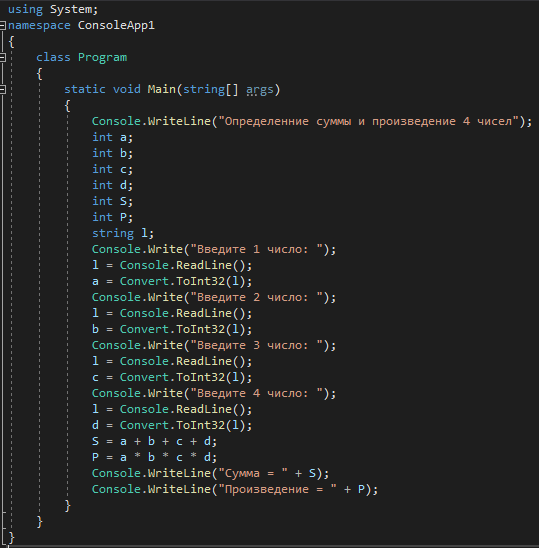 using System;
namespace ConsoleApp1
{
class Program
{
static void Main(string[] args)
{
Console.WriteLine("Определенние суммы и произведение 4 чисел");
int a;
int b;
int c;
int d;
int S;
int P;
string l;
Console.Write("Введите 1 число: ");
l = Console.ReadLine();
a = Convert.ToInt32(l);
Console.Write("Введите 2 число: ");
l = Console.ReadLine();
b = Convert.ToInt32(l);
Console.Write("Введите 3 число: ");
l = Console.ReadLine();
c = Convert.ToInt32(l);
Console.Write("Введите 4 число: ");
l = Console.ReadLine();
d = Convert.ToInt32(l);
S = a + b + c + d;
P = a * b * c * d;
Console.WriteLine("Сумма = " + S);
Console.WriteLine("Произведение = " + P);
}
}
}